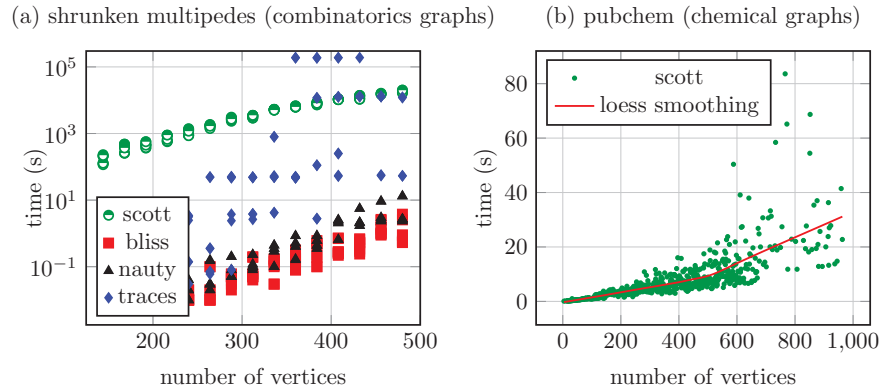 (a) shrunken multipedes (combinatorics graphs)
10^5
10^3
10^1
10^−1
time (s)
scott
bliss
nauty
traces
200
300
400
500
number of vertices
(b) pubchem (chemical graphs)
80
60
40
20
0
time (s)
scott
loess smoothing
0
200
400
600
800
1,000
number of vertices